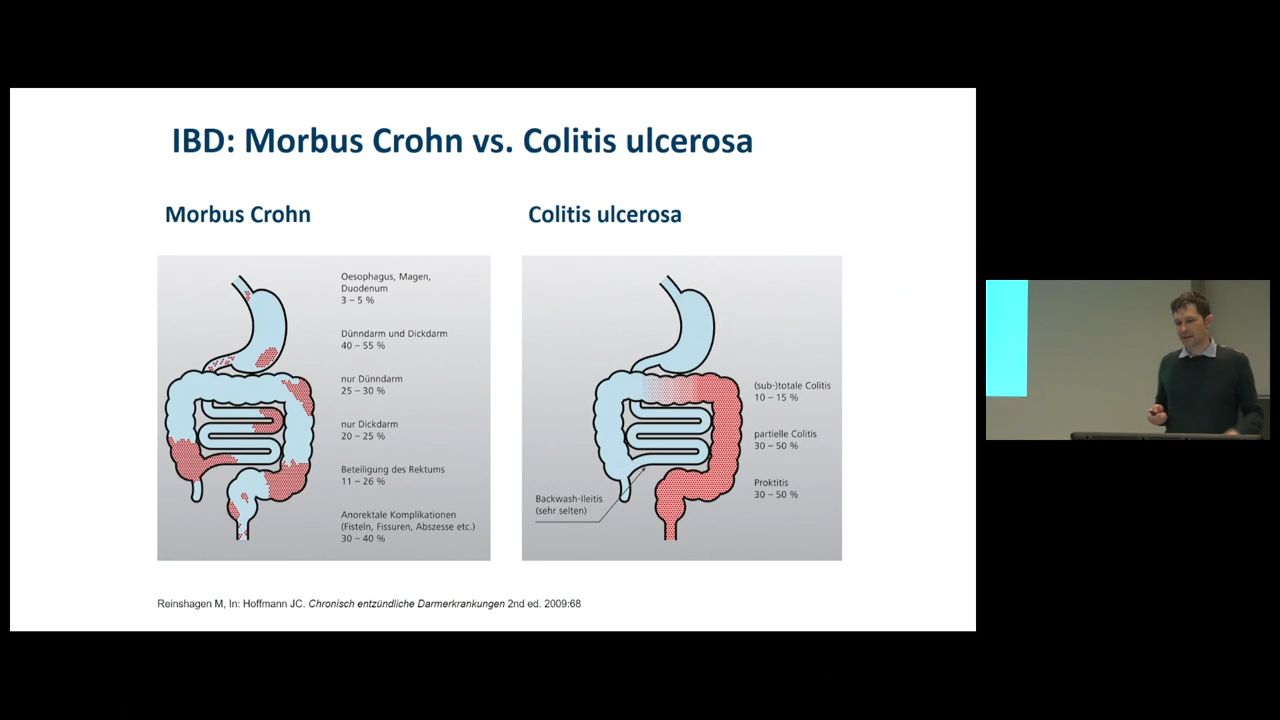 IBD: Morbus Crohn vs. Colitis ulcerosa
Morbus Crohn
Oesophagus, Magen,
Duodenum
3 – 5 %
Dünndarm und Dickdarm
40 – 55 %
nur Dünndarm
25 – 30 %
nur Dickdarm
20 – 25 %
Beteiligung des Rektums
11 – 26 %
Anorektale Komplikationen
(Fisteln, Fissuren, Abszesse etc.)
30 – 40 %
Colitis ulcerosa
(sub-)totale Colitis
10 – 15 %
partielle Colitis
30 – 50 %
Proktitis
30 – 50 %
Backwash-Ileitis
(sehr selten)
Reinshagen M, In: Hoffmann JC. Chronisch entzündliche Darmerkrankungen 2nd ed. 2009:68